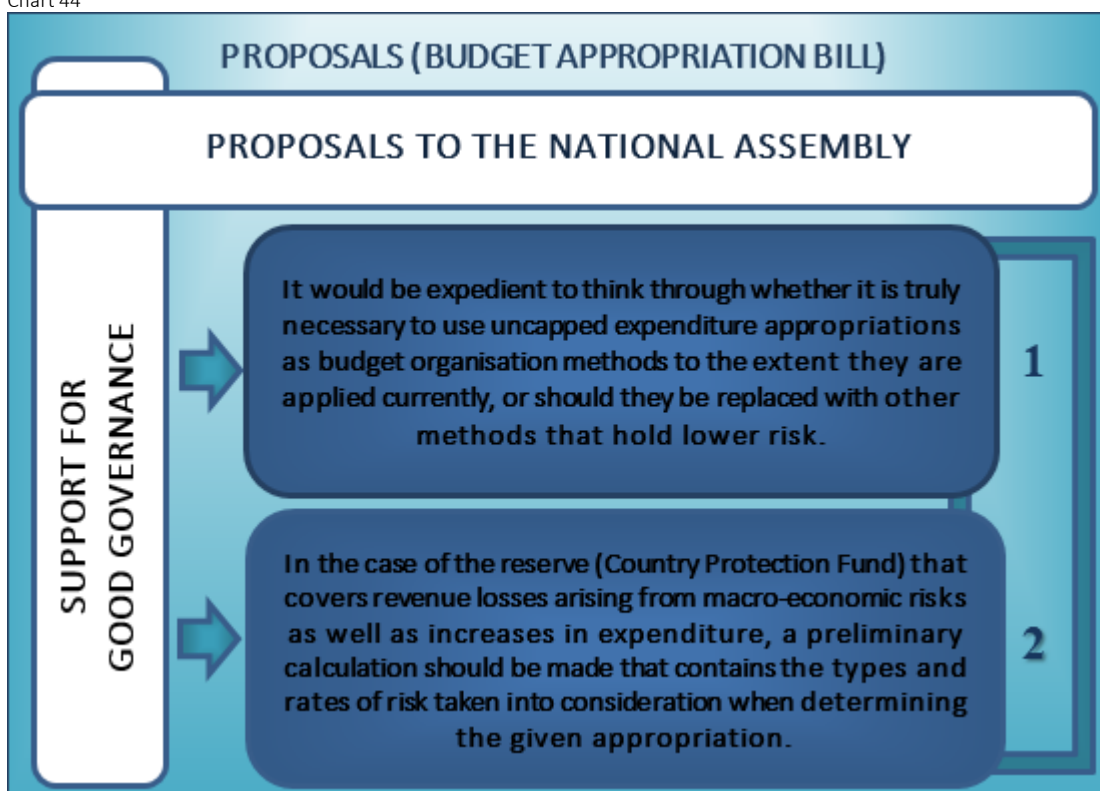 Chart 44
PROPOSALS (BUDGET APPROPRIATION BILL)
PROPOSALS TO THE NATIONAL ASSEMBLY
SUPPORT FOR
GOOD GOVERNANCE
It would be expedient to think through whether it is truly
necessary to use uncapped expenditure appropriations
as budget organisation methods to the extent they are
applied currently, or should they be replaced with other
methods that hold lower risk.
1
In the case of the reserve (Country Protection Fund) that
covers revenue losses arising from macro-economic risks
as well as increases in expenditure, a preliminary
calculation should be made that contains the types and
rates of risk taken into consideration when determining
the given appropriation.
2